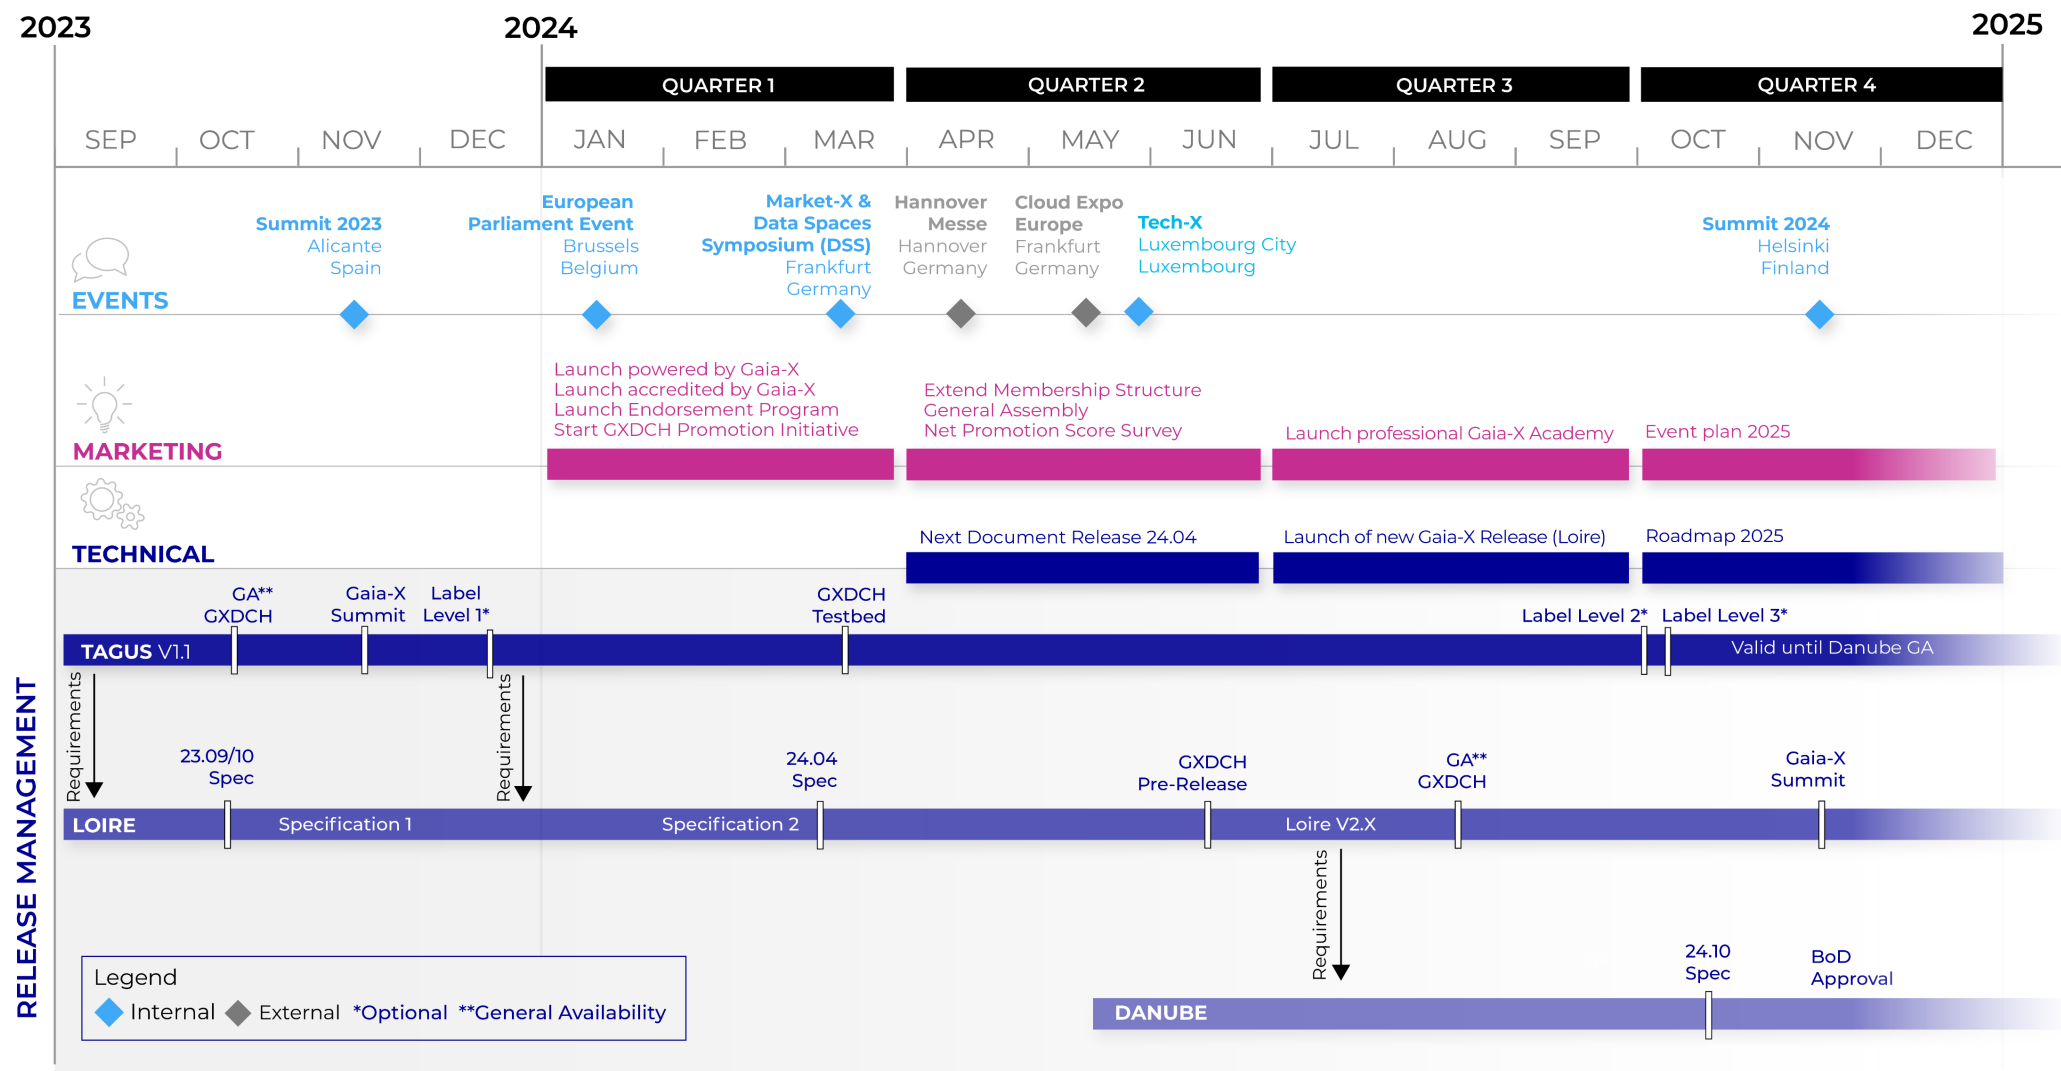 2023
2024
2025
QUARTER 1
QUARTER 2
QUARTER 3
QUARTER 4
SEP
OCT
NOV
DEC
JAN
FEB
MAR
APR
MAY
JUN
JUL
AUG
SEP
OCT
NOV
DEC
EVENTS
Summit 2023
Alicante
Spain
European
Parliament Event
Brussels
Belgium
Market-X &
Data Spaces
Symposium (DSS)
Frankfurt
Germany
Hannover
Messe
Hannover
Germany
Cloud Expo
Europe
Frankfurt
Germany
Tech-X
Luxembourg City
Luxembourg
Summit 2024
Helsinki
Finland
MARKETING
Launch powered by Gaia-X
Launch accredited by Gaia-X
Launch Endorsement Program
Start GXDCH Promotion Initiative
Extend Membership Structure
General Assembly
Net Promotion Score Survey
Launch professional Gaia-X Academy
Event plan 2025
TECHNICAL
Next Document Release 24.04
Launch of new Gaia-X Release (Loire)
Roadmap 2025
RELEASE MANAGEMENT
GA**
GXDCH
Gaia-X
Summit
Label
Level 1*
GXDCH
Testbed
Label Level 2*
Label Level 3*
TAGUS V1.1
Valid until Danube GA
Requirements
Requirements
23.09/10
Spec
24.04
Spec
GXDCH
Pre-Release
GA**
GXDCH
Gaia-X
Summit
LOIRE
Specification 1
Specification 2
Loire V2.X
Requirements
24.10
Spec
BoD
Approval
DANUBE
Legend
Internal
External
*Optional
**General Availability